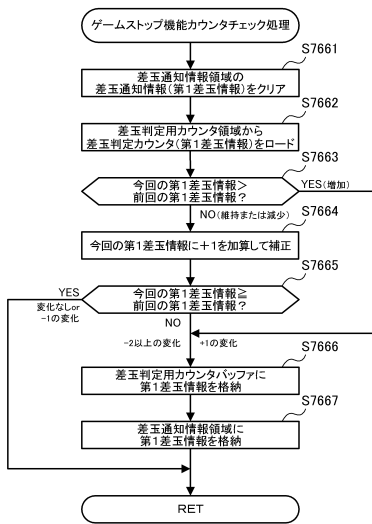 ゲームストップ機能カウンタチェック処理
S7661
差玉通知情報領域の
差玉通知情報(第1差玉情報)をクリア
S7662
差玉判定用カウンタ領域から
差玉判定カウンタ(第1差玉情報)をロード
S7663
今回の第1差玉情報>
前回の第1差玉情報?
YES(増加)
NO(維持または減少)
S7664
今回の第1差玉情報に+1を加算して補正
S7665
今回の第1差玉情報≧
前回の第1差玉情報?
YES
変化なしor
-1の変化
NO
-2以上の変化
+1の変化
S7666
差玉判定用カウンタバッファに
第1差玉情報を格納
S7667
差玉通知情報領域に
第1差玉情報を格納
RET